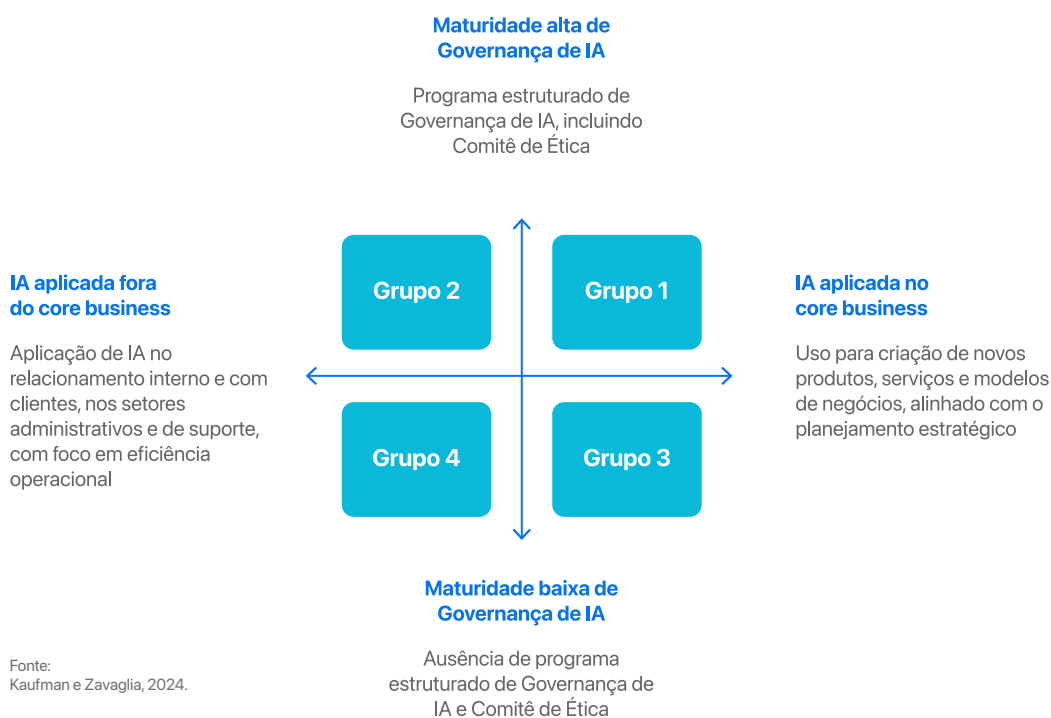 Maturidade alta de
Governança de IA
Programa estruturado de
Governança de IA, incluindo
Comitê de Ética
IA aplicada fora
do core business
Aplicação de IA no
relacionamento interno e com
clientes, nos setores
administrativos e de suporte,
com foco em eficiência
operacional
Grupo 2
Grupo 1
Grupo 4
Grupo 3
IA aplicada no
core business
Uso para criação de novos
produtos, serviços e modelos
de negócios, alinhado com o
planejamento estratégico
Maturidade baixa de
Governança de IA
Ausência de programa
estruturado de Governança de
IA e Comitê de Ética
Fonte:
Kaufman e Zavaglia, 2024.